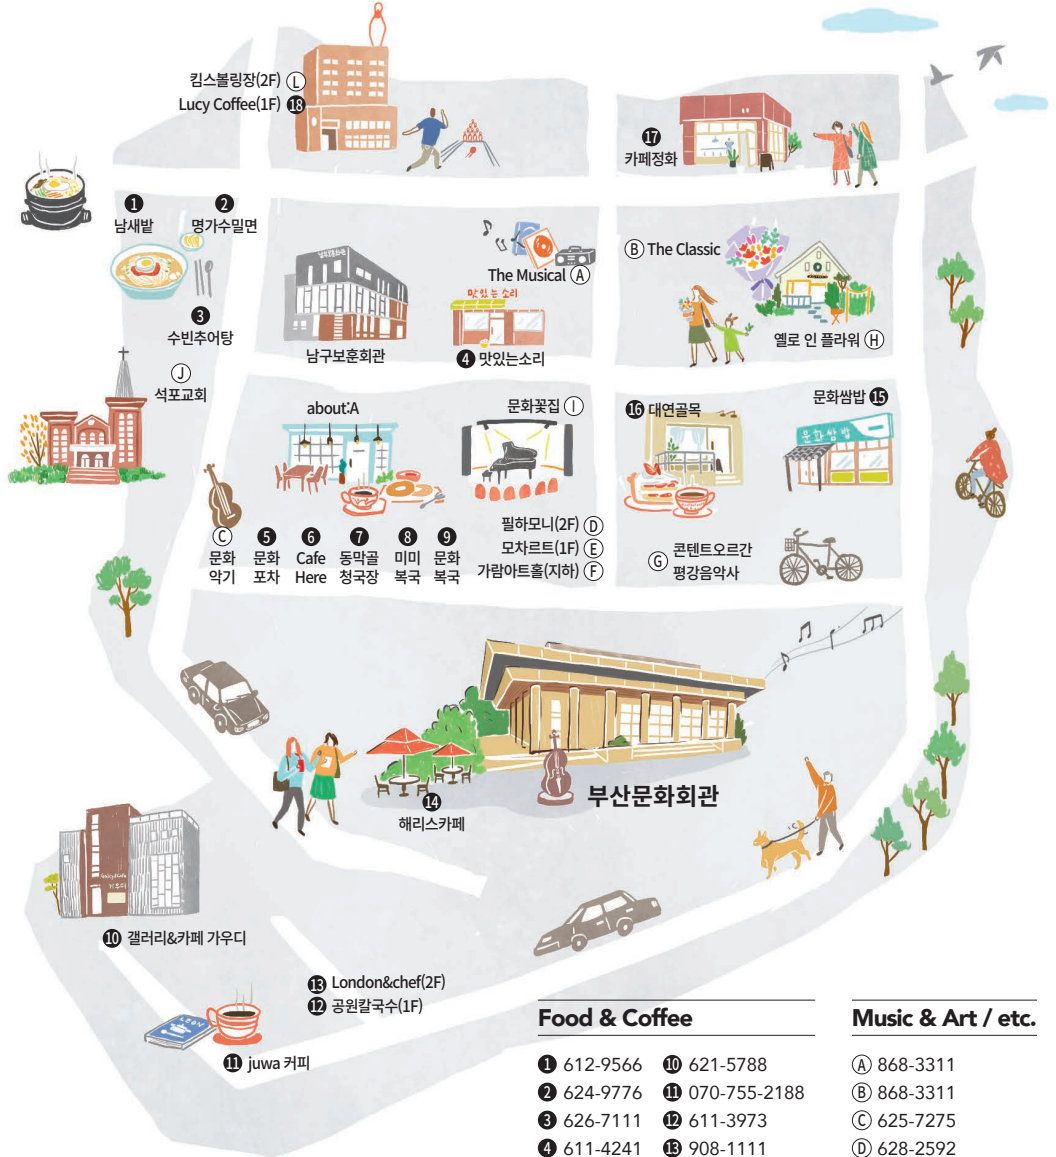 킴스볼링장(2F) Ⓛ
Lucy Coffee(1F) ⓲
⓱
카페정화
❶
남새밭
❷
명가수밀면
❸
수빈추어탕
Ⓙ
석포교회
남구보훈회관
The Musical Ⓐ
맛있는소리
❹ 맛있는소리
Ⓑ The Classic
옐로 인 플라워 Ⓗ
about:A
문화꽃집 Ⓘ
⓰ 대연골목
문화쌈밥 ⓯
문화쌈밥
필하모니(2F) Ⓓ
모차르트(1F) Ⓔ
가람아트홀(지하) Ⓕ
Ⓖ 콘텐트오르간
평강음악사
Ⓒ
문화
악기
❺
문화
포차
❻
Cafe
Here
❼
동막골
청국장
❽
미미
복국
❾
문화
복국
부산문화회관
⓮
해리스카페
❿ 갤러리&카페 가우디
⓭ London&chef(2F)
⓬ 공원칼국수(1F)
⓫ juwa 커피
Food & Coffee
❶ 612-9566 ❿ 621-5788
❷ 624-9776 ⓫ 070-755-2188
❸ 626-7111 ⓬ 611-3973
❹ 611-4241 ⓭ 908-1111
Music & Art / etc.
Ⓐ 868-3311
Ⓑ 868-3311
Ⓒ 625-7275
Ⓓ 628-2592